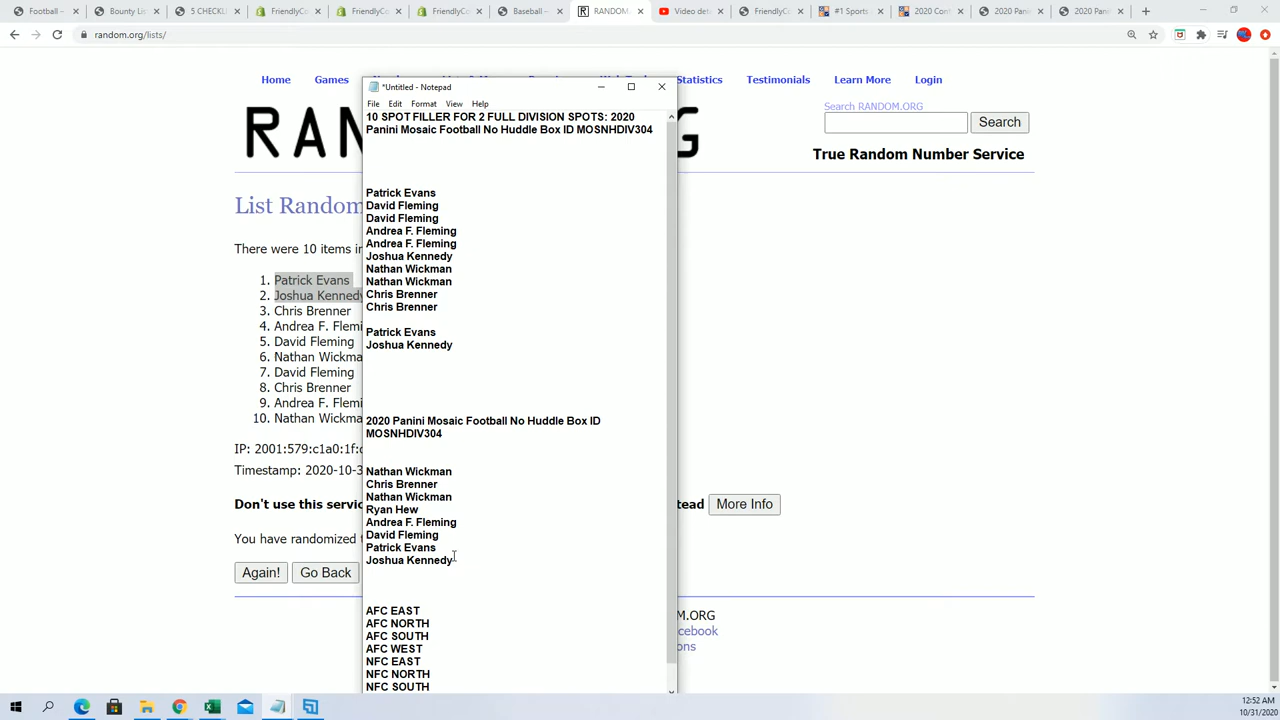 Football –
Bounty Lis
5 CHECKLI
FriendlyCo
FriendlyCo
FriendlyCo
Baseball –
RANDOM.
Video det
FriendlyC
#1 Sports
2020 Cont
2020 Pani
2020 Pani
random.org/lists/
Home
Games
Statistics
Testimonials
Learn More
Login
Search RANDOM.ORG
Search
True Random Number Service
RAN
G
List Random
There were 10 items in
1. Patrick Evans
2. Joshua Kennedy
3. Chris Brenner
4. Andrea F. Flemi
5. David Fleming
6. Nathan Wickma
7. David Fleming
8. Chris Brenner
9. Andrea F. Flemi
10. Nathan Wickma
IP: 2001:579:c1a0:1f:c
Timestamp: 2020-10-3
Don't use this servic
tead
More Info
You have randomized t
Again!
Go Back
OM.ORG
cebook
ons
*Untitled - Notepad
File
Edit
Format
View
Help
10 SPOT FILLER FOR 2 FULL DIVISION SPOTS: 2020
Panini Mosaic Football No Huddle Box ID MOSNHDIV304
Patrick Evans
David Fleming
David Fleming
Andrea F. Fleming
Andrea F. Fleming
Joshua Kennedy
Nathan Wickman
Nathan Wickman
Chris Brenner
Chris Brenner
Patrick Evans
Joshua Kennedy
2020 Panini Mosaic Football No Huddle Box ID
MOSNHDIV304
Nathan Wickman
Chris Brenner
Nathan Wickman
Ryan Hew
Andrea F. Fleming
David Fleming
Patrick Evans
Joshua Kennedy
AFC EAST
AFC NORTH
AFC SOUTH
AFC WEST
NFC EAST
NFC NORTH
NFC SOUTH
12:52 AM
10/31/2020